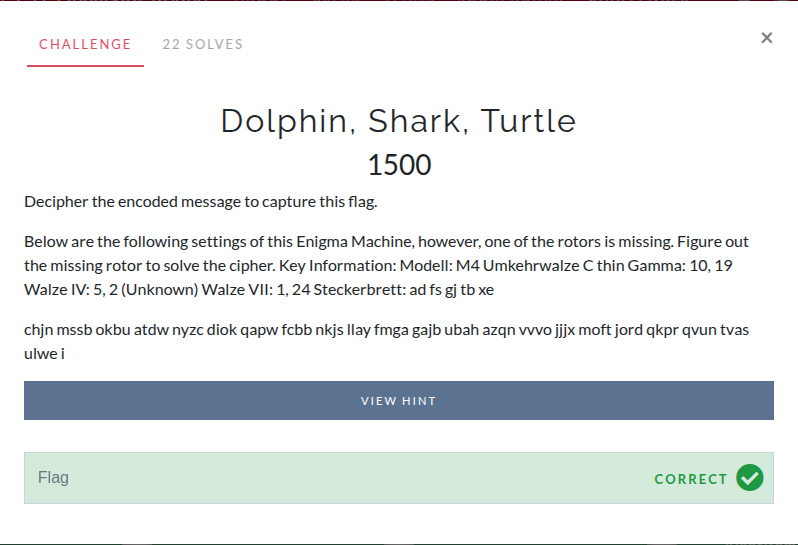 CHALLENGE 22 SOLVES ×
Dolphin, Shark, Turtle
1500
Decipher the encoded message to capture this flag.
Below are the following settings of this Enigma Machine, however, one of the rotors is missing. Figure out
the missing rotor to solve the cipher. Key Information: Modell: M4 Umkehrwalze C thin Gamma: 10, 19
Walze IV: 5, 2 (Unknown) Walze VII: 1, 24 Steckerbrett: ad fs gj tb xe
chjn mssb okbu atdw nyzc diok qapw fcbb nkjs llay fmga gajb ubah azqn vvvo jjjx moft jord qkpr qvun tvas
ulwe i
VIEW HINT
Flag CORRECT